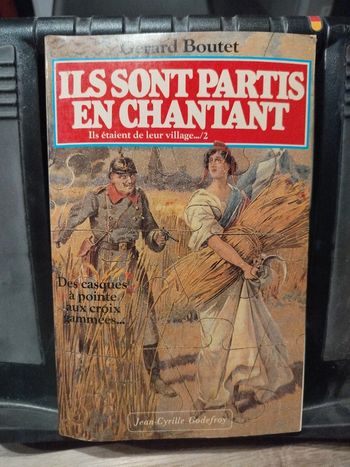 Gérard Boutet
ILS SONT PARTIS
EN CHANTANT
Ils étaient de leur village.../2
Des casques
à pointe
aux croix
gammées...
Jean-Cyrille Godefroy